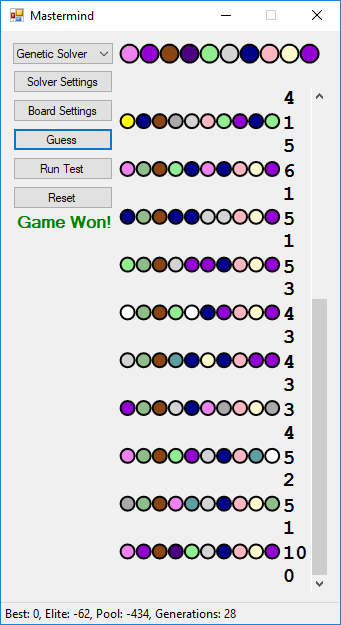 Mastermind
Genetic Solver
Solver Settings
Board Settings
Guess
Run Test
Reset
Game Won!
4
1
5
6
1
5
1
5
3
4
3
4
3
3
4
5
2
5
1
10
0
Best: 0, Elite: -62, Pool: -434, Generations: 28